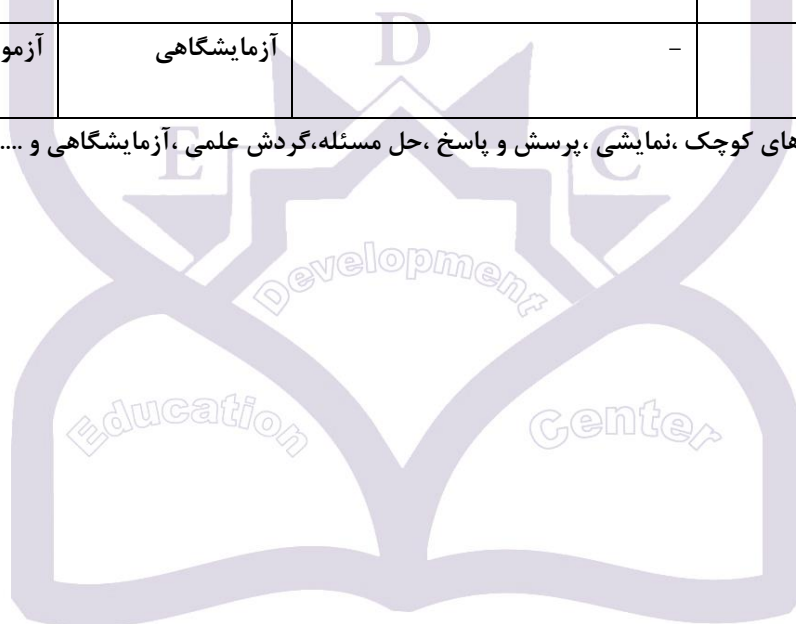 – آزمایشگاهی آزمو
های کوچک ،نمایشی ،پرسش و پاسخ ،حل مسئله،گردش علمی ،آزمایشگاهی و ....
D
E C
Development
Education Center